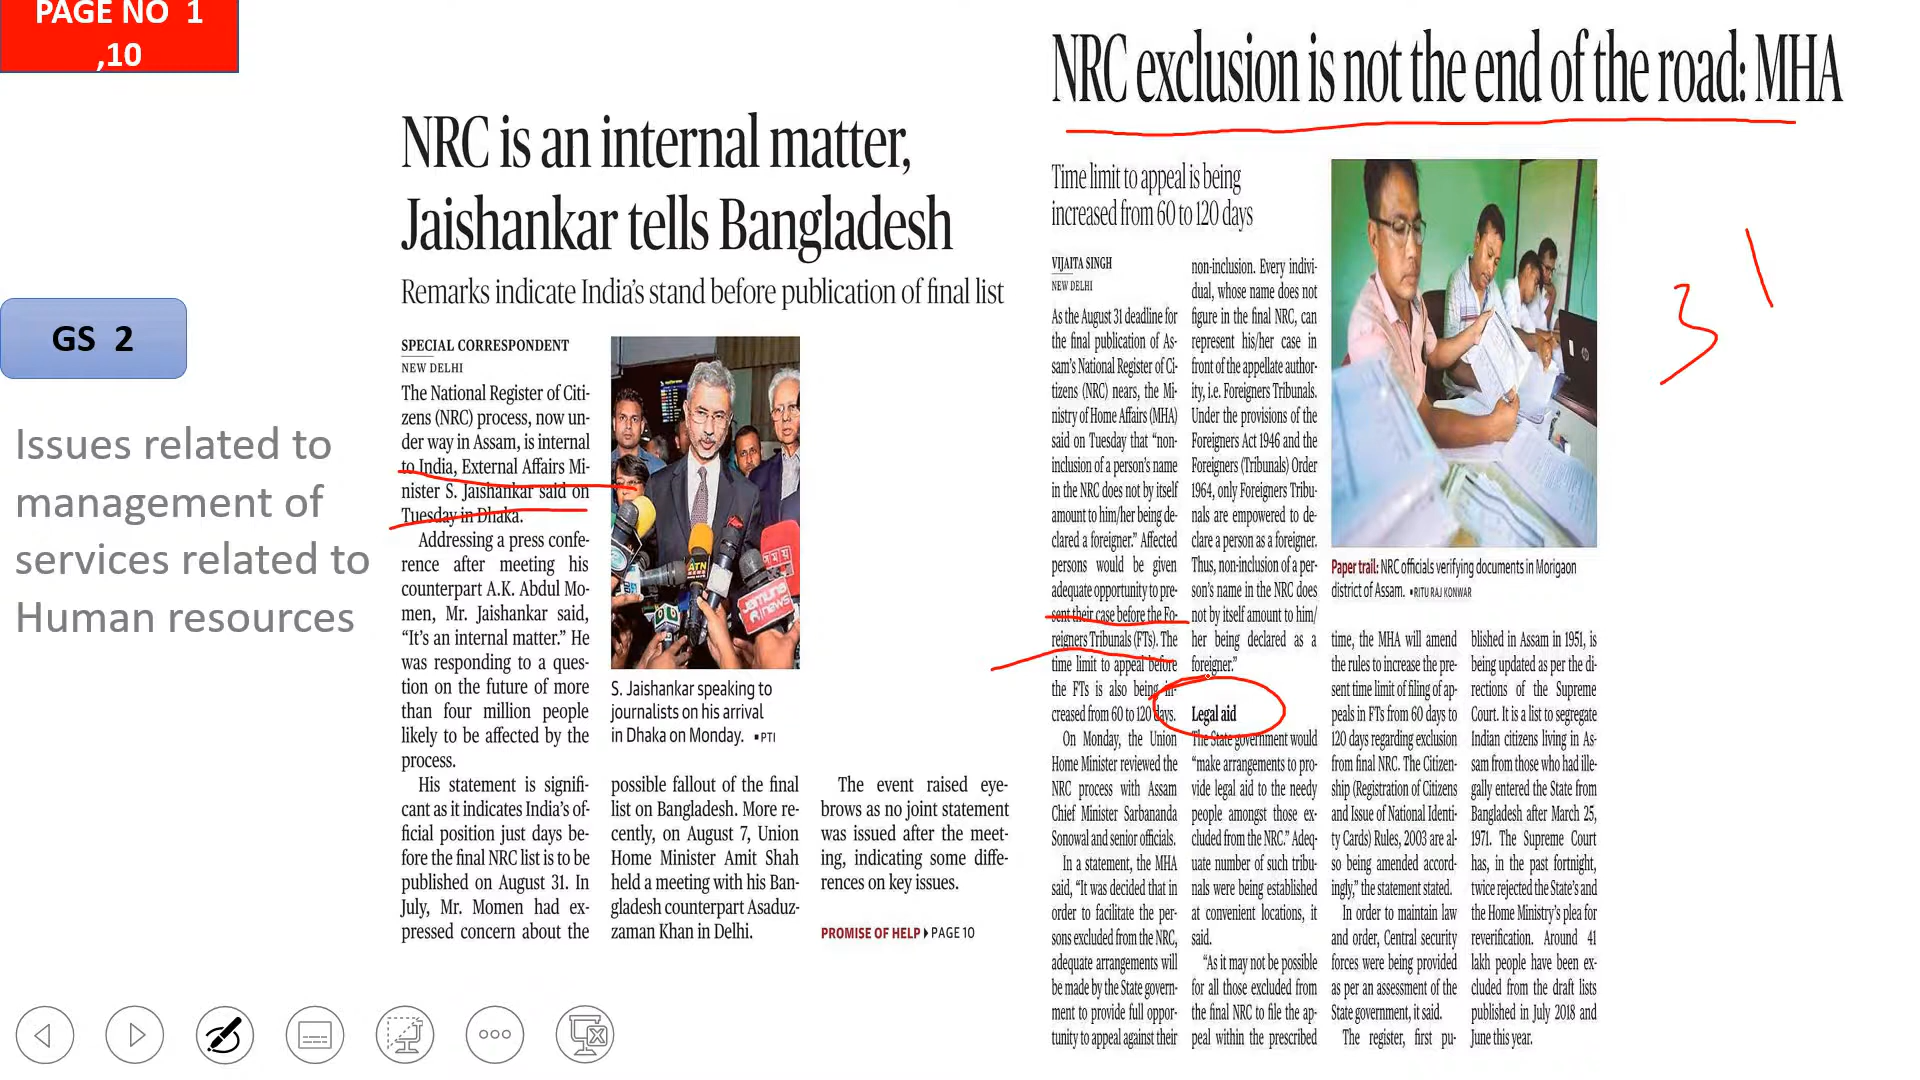 PAGE NO 1
,10
GS 2
Issues related to
management of
services related to
Human resources
NRC is an internal matter,
Jaishankar tells Bangladesh
Remarks indicate India's stand before publication of final list
SPECIAL CORRESPONDENT
NEW DELHI
The National Register of Citi-
zens (NRC) process, now un-
der way in Assam, is internal
to India, External Affairs Mi-
nister S. Jaishankar said on
Tuesday in Dhaka.
Addressing a press confe-
rence after meeting his
counterpart A.K. Abdul Mo-
men, Mr. Jaishankar said,
“It's an internal matter.” He
was responding to a ques-
tion on the future of more
than four million people
likely to be affected by the
process.
His statement is signifi-
cant as it indicates India's of-
ficial position just days be-
fore the final NRC list is to be
published on August 31. In
July, Mr. Momen had ex-
pressed concern about the
ATN
NEWS
S. Jaishankar speaking to
journalists on his arrival
in Dhaka on Monday. ▪PTI
possible fallout of the final
list on Bangladesh. More re-
cently, on August 7, Union
Home Minister Amit Shah
held a meeting with his Ban-
gladesh counterpart Asaduz-
zaman Khan in Delhi.
The event raised eye-
brows as no joint statement
was issued after the meet-
ing, indicating some diffe-
rences on key issues.
PROMISE OF HELP ▶ PAGE 10
NRC exclusion is not the end of the road: MHA
Time limit to appeal is being
increased from 60 to 120 days
VIJAITA SINGH
NEW DELHI
As the August 31 deadline for
the final publication of As-
sam's National Register of Ci-
tizens (NRC) nears, the Mi-
nistry of Home Affairs (MHA)
said on Tuesday that “non-
inclusion of a person's name
in the NRC does not by itself
amount to him/her being de-
clared a foreigner.” Affected
persons would be given
adequate opportunity to pre-
sent their case before the Fo-
reigners Tribunals (FTs). The
time limit to appeal before
the FTs is also being in-
creased from 60 to 120 days.
On Monday, the Union
Home Minister reviewed the
NRC process with Assam
Chief Minister Sarbananda
Sonowal and senior officials.
In a statement, the MHA
said, “It was decided that in
order to facilitate the per-
sons excluded from the NRC,
adequate arrangements will
be made by the State govern-
ment to provide full oppor-
tunity to appeal against their
non-inclusion. Every indivi-
dual, whose name does not
figure in the final NRC, can
represent his/her case in
front of the appellate author-
ity, i.e. Foreigners Tribunals.
Under the provisions of the
Foreigners Act 1946 and the
Foreigners (Tribunals) Order
1964, only Foreigners Tribu-
nals are empowered to de-
clare a person as a foreigner.
Thus, non-inclusion of a per-
son's name in the NRC does
not by itself amount to him/
her being declared as a
foreigner.”
Legal aid
The State government would
“make arrangements to pro-
vide legal aid to the needy
people amongst those ex-
cluded from the NRC.” Adeq-
uate number of such tribu-
nals were being established
at convenient locations, it
said.
“As it may not be possible
for all those excluded from
the final NRC to file the ap-
peal within the prescribed
Paper trail: NRC officials verifying documents in Morigaon
district of Assam. ▪RITU RAJ KONWAR
time, the MHA will amend
the rules to increase the pre-
sent time limit of filing of ap-
peals in FTs from 60 days to
120 days regarding exclusion
from final NRC. The Citizen-
ship (Registration of Citizens
and Issue of National Identi-
ty Cards) Rules, 2003 are al-
so being amended accord-
ingly,” the statement stated.
In order to maintain law
and order, Central security
forces were being provided
as per an assessment of the
State government, it said.
The register, first pu-
blished in Assam in 1951, is
being updated as per the di-
rections of the Supreme
Court. It is a list to segregate
Indian citizens living in As-
sam from those who had ille-
gally entered the State from
Bangladesh after March 25,
1971. The Supreme Court
has, in the past fortnight,
twice rejected the State's and
the Home Ministry's plea for
reverification. Around 41
lakh people have been ex-
cluded from the draft lists
published in July 2018 and
June this year.
31